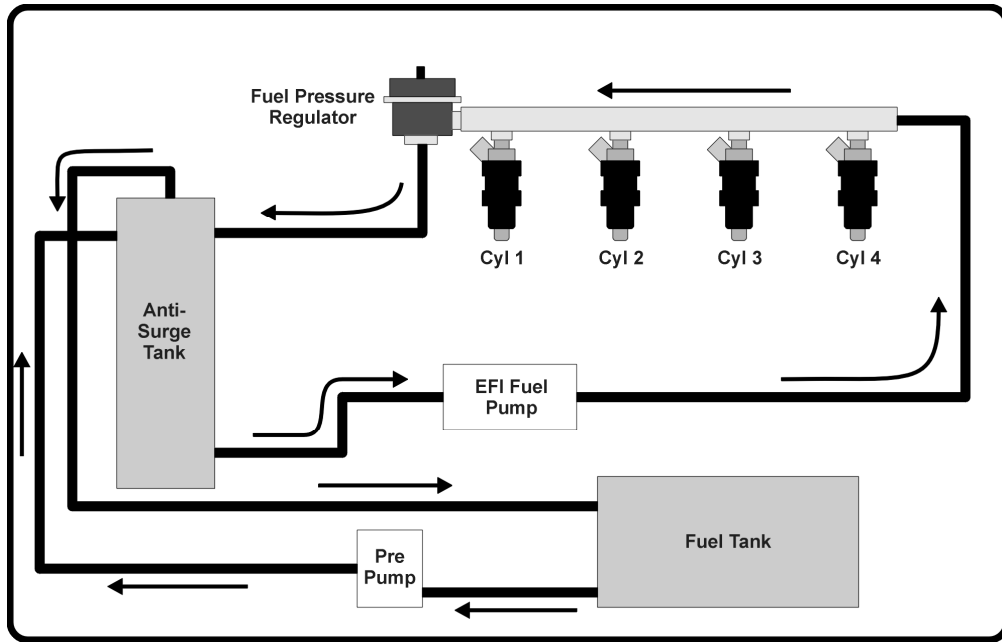 Fuel Pressure
Regulator
Cyl 1
Cyl 2
Cyl 3
Cyl 4
Anti-
Surge
Tank
EFI Fuel
Pump
Fuel Tank
Pre
Pump